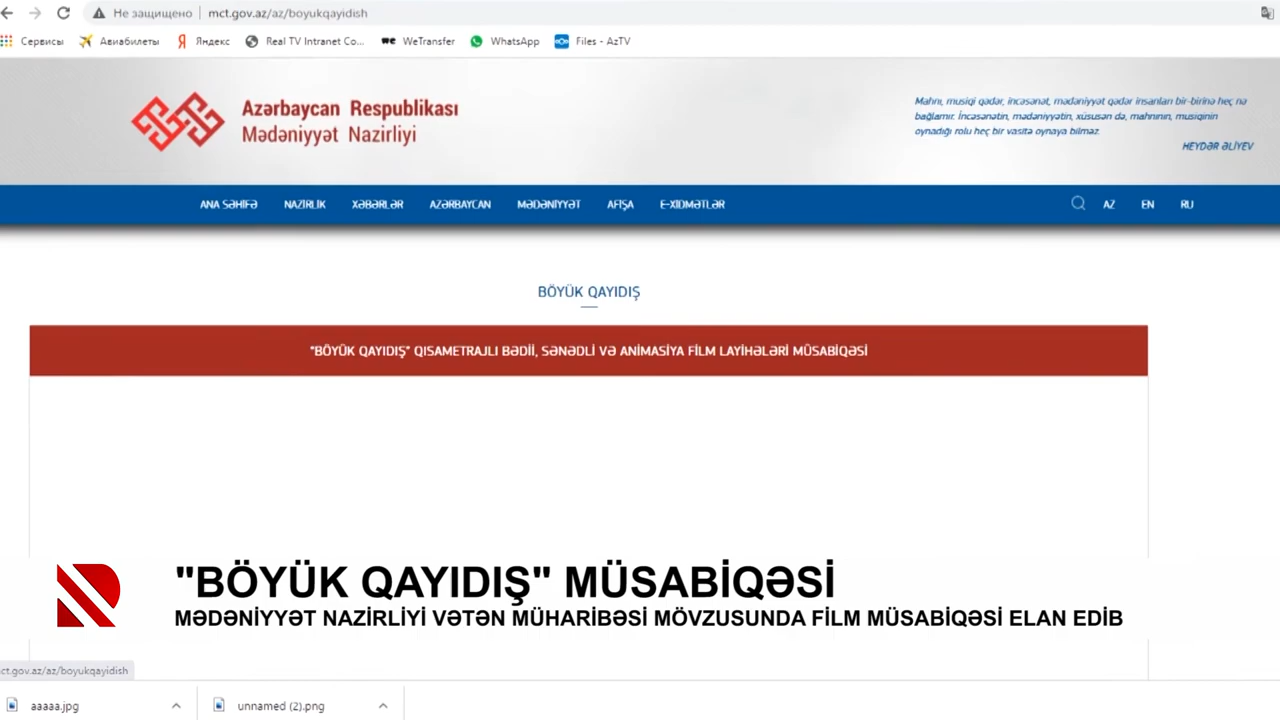 Не защищено
mct.gov.az/az/boyukqayidish
Сервисы
Авиабилеты
Яндекс
Real TV Intranet Co...
WeTransfer
WhatsApp
Files - AzTV
Azərbaycan Respublikası
Mədəniyyət Nazirliyi
Mahnı, musiqi qədər, incəsənət, mədəniyyət qədər insanları bir-birinə heç nə
bağlamır. İncəsənətin, mədəniyyətin, xüsusən də, mahnının, musiqinin
oynadığı rolu heç bir vasitə oynaya bilməz.
HEYDƏR ƏLİYEV
ANA SƏHİFƏ
NAZİRLİK
XƏBƏRLƏR
AZƏRBAYCAN
MƏDƏNİYYƏT
AFİŞA
E-XİDMƏTLƏR
AZ
EN
RU
BÖYÜK QAYIDIŞ
"BÖYÜK QAYIDIŞ" QISAMETRAJLI BƏDİİ, SƏNƏDLİ VƏ ANİMASİYA FİLM LAYİHƏLƏRİ MÜSABİQƏSİ
"BÖYÜK QAYIDIŞ" MÜSABİQƏSİ
MƏDƏNİYYƏT NAZİRLİYİ VƏTƏN MÜHARİBƏSİ MÖVZUSUNDA FİLM MÜSABİQƏSİ ELAN EDİB
ct.gov.az/az/boyukqayidish
aaaaa.jpg
unnamed (2).png